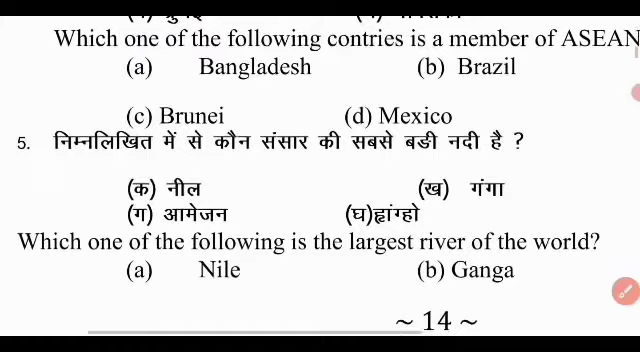 Which one of the following contries is a member of ASEAN
(a) Bangladesh (b) Brazil
(c) Brunei (d) Mexico
5. निम्नलिखित में से कौन संसार की सबसे बडी नदी है ?
(क) नील (ख) गंगा
(ग) आमेजन (घ)हृांग्हो
Which one of the following is the largest river of the world?
(a) Nile (b) Ganga
~ 14 ~